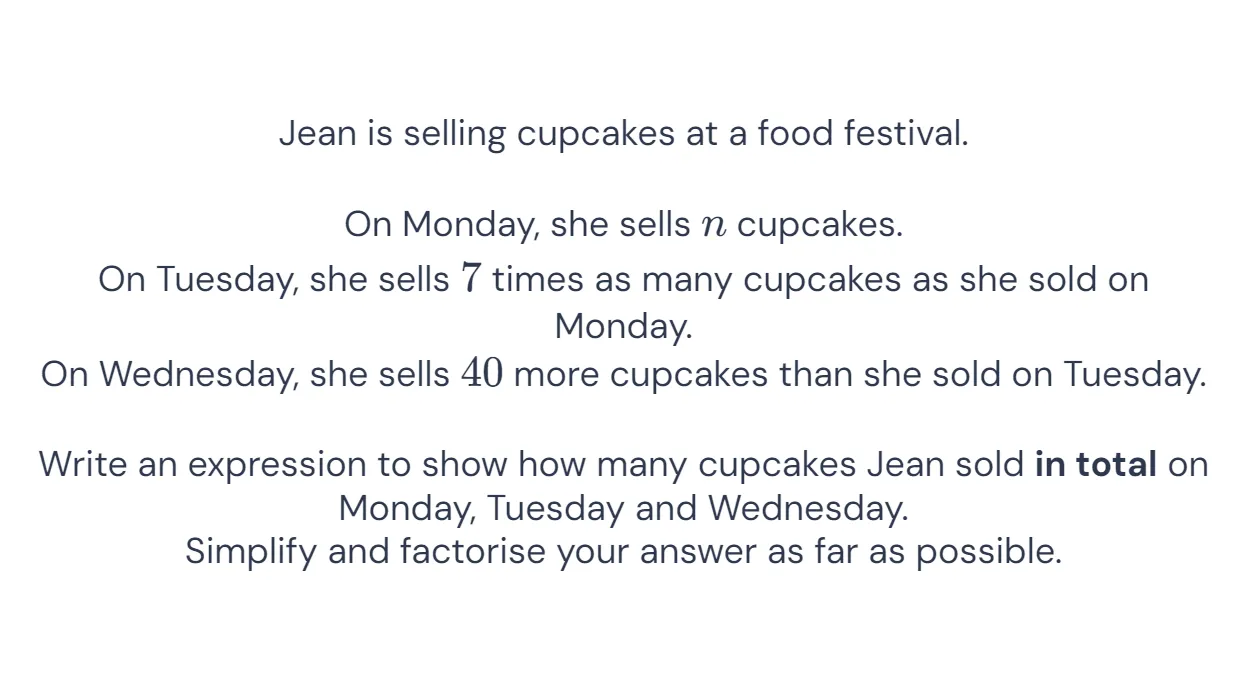 Jean is selling cupcakes at a food festival.
On Monday, she sells n cupcakes.
On Tuesday, she sells 7 times as many cupcakes as she sold on
Monday.
On Wednesday, she sells 40 more cupcakes than she sold on Tuesday.
Write an expression to show how many cupcakes Jean sold in total on
Monday, Tuesday and Wednesday.
Simplify and factorise your answer as far as possible.